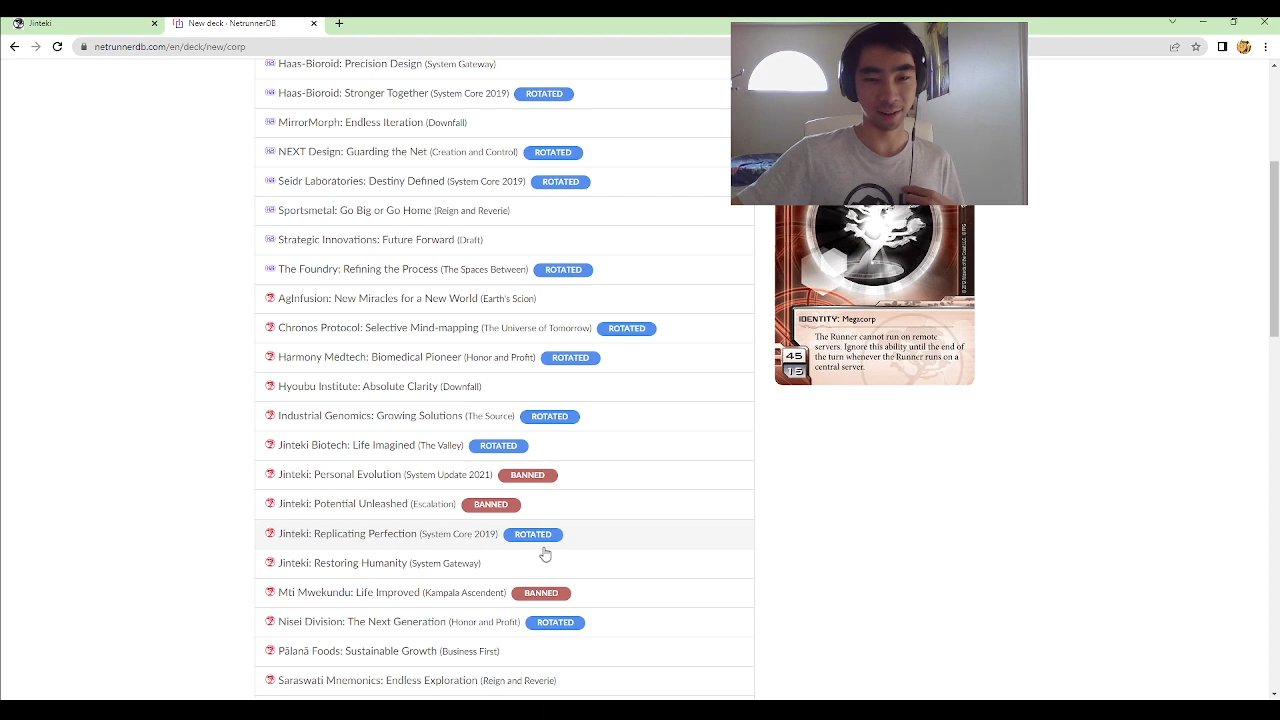 Jinteki
New deck · NetrunnerDB
netrunnerdb.com/en/deck/new/corp
Haas-Bioroid: Precision Design (System Gateway)
Haas-Bioroid: Stronger Together (System Core 2019) ROTATED
MirrorMorph: Endless Iteration (Downfall)
NEXT Design: Guarding the Net (Creation and Control) ROTATED
Seidr Laboratories: Destiny Defined (System Core 2019) ROTATED
Sportsmetal: Go Big or Go Home (Reign and Reverie)
Strategic Innovations: Future Forward (Draft)
The Foundry: Refining the Process (The Spaces Between) ROTATED
AgInfusion: New Miracles for a New World (Earth's Scion)
Chronos Protocol: Selective Mind-mapping (The Universe of Tomorrow) ROTATED
Harmony Medtech: Biomedical Pioneer (Honor and Profit) ROTATED
Hyoubu Institute: Absolute Clarity (Downfall)
Industrial Genomics: Growing Solutions (The Source) ROTATED
Jinteki Biotech: Life Imagined (The Valley) ROTATED
Jinteki: Personal Evolution (System Update 2021) BANNED
Jinteki: Potential Unleashed (Escalation) BANNED
Jinteki: Replicating Perfection (System Core 2019) ROTATED
Jinteki: Restoring Humanity (System Gateway)
Mti Mwekundu: Life Improved (Kampala Ascendent) BANNED
Nisei Division: The Next Generation (Honor and Profit) ROTATED
Pālanā Foods: Sustainable Growth (Business First)
Saraswati Mnemonics: Endless Exploration (Reign and Reverie)
IDENTITY: Megacorp
The Runner cannot run on remote
servers. Ignore this ability until the end of
the turn whenever the Runner runs on a
central server.
45
15